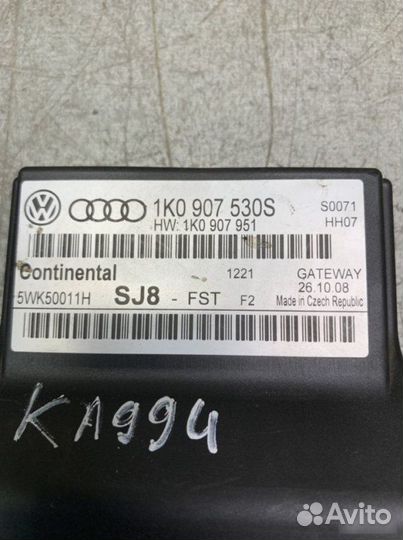 1K0 907 530S S0071
HW: 1K0 907 951 HH07
Continental 1221 GATEWAY
26.10.08
5WK50011H SJ8 - FST F2 Made in Czech Republic
KA994
Avito